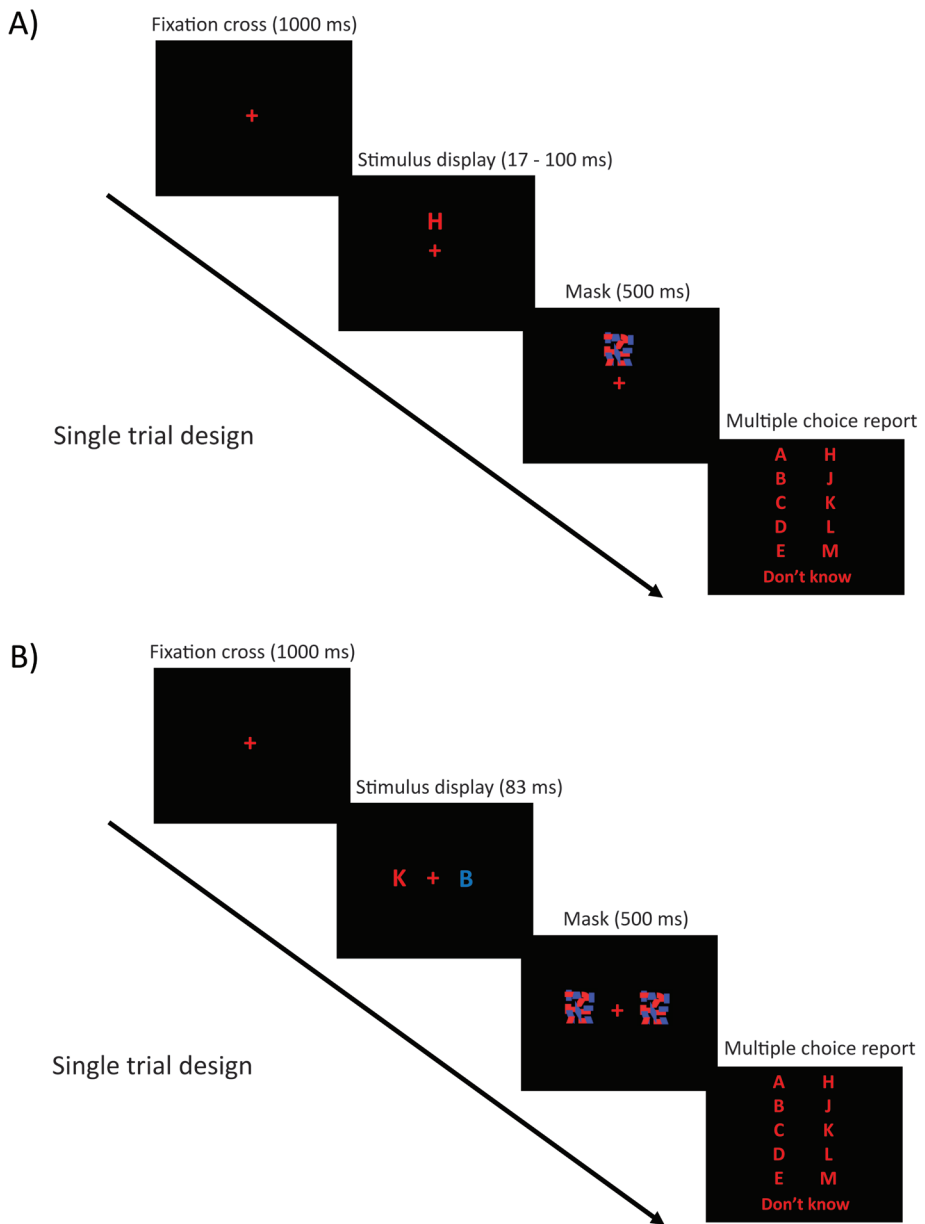 A)
Fixation cross (1000 ms)
+
Stimulus display (17 - 100 ms)
H
+
Mask (500 ms)
+
Single trial design
Multiple choice report
A H
B J
C K
D L
E M
Don't know
B)
Fixation cross (1000 ms)
+
Stimulus display (83 ms)
K + B
Mask (500 ms)
+
Single trial design
Multiple choice report
A H
B J
C K
D L
E M
Don't know